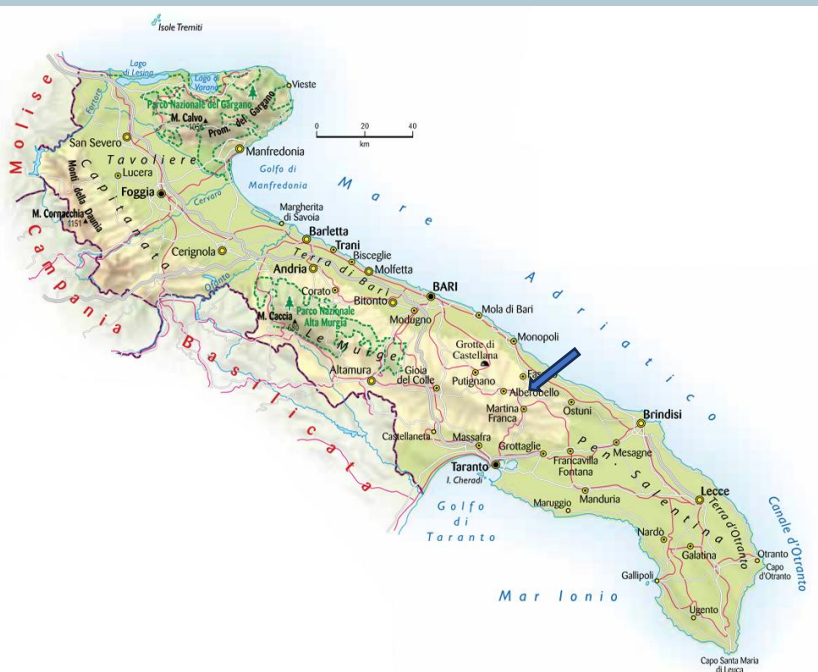 Isole Tremiti
Lago
di Lesina
Lago di
Varano
Vieste
Molise
Fortore
Parco Nazionale del Gargano
M. Calvo
1055
Prom. del Gargano
0 20 40
km
San Severo
Manfredonia
Tavoliere
Lucera
Golfo di
Manfredonia
Capitanata
Monti della Daunia
Foggia
Cervaro
M. Cornacchia
1151
Margherita
di Savoia
Mare
Adriatico
Campania
Barletta
Trani
Bisceglie
Cerignola
Ofanto
Terra di Bari
Andria
Molfetta
Corato
Bitonto
BARI
Modugno
Mola di Bari
M. Caccia
Parco Nazionale
Alta Murgia
Le Murge
Basilicata
Monopoli
Grotte di
Castellana
Altamura
Gioia
del Colle
Putignano
Alberobello
Martina
Franca
Ostuni
Brindisi
Castellaneta
Massafra
Grottaglie
Mesagne
Francavilla
Fontana
Pen. Salentina
Taranto
I. Cheradi
Manduria
Maruggio
Lecce
Terra d'Otranto
Canale d'Otranto
Golfo
di
Taranto
Nardò
Galatina
Otranto
Capo
d'Otranto
Gallipoli
Mar Ionio
Ugento
Capo Santa Maria
di Leuca